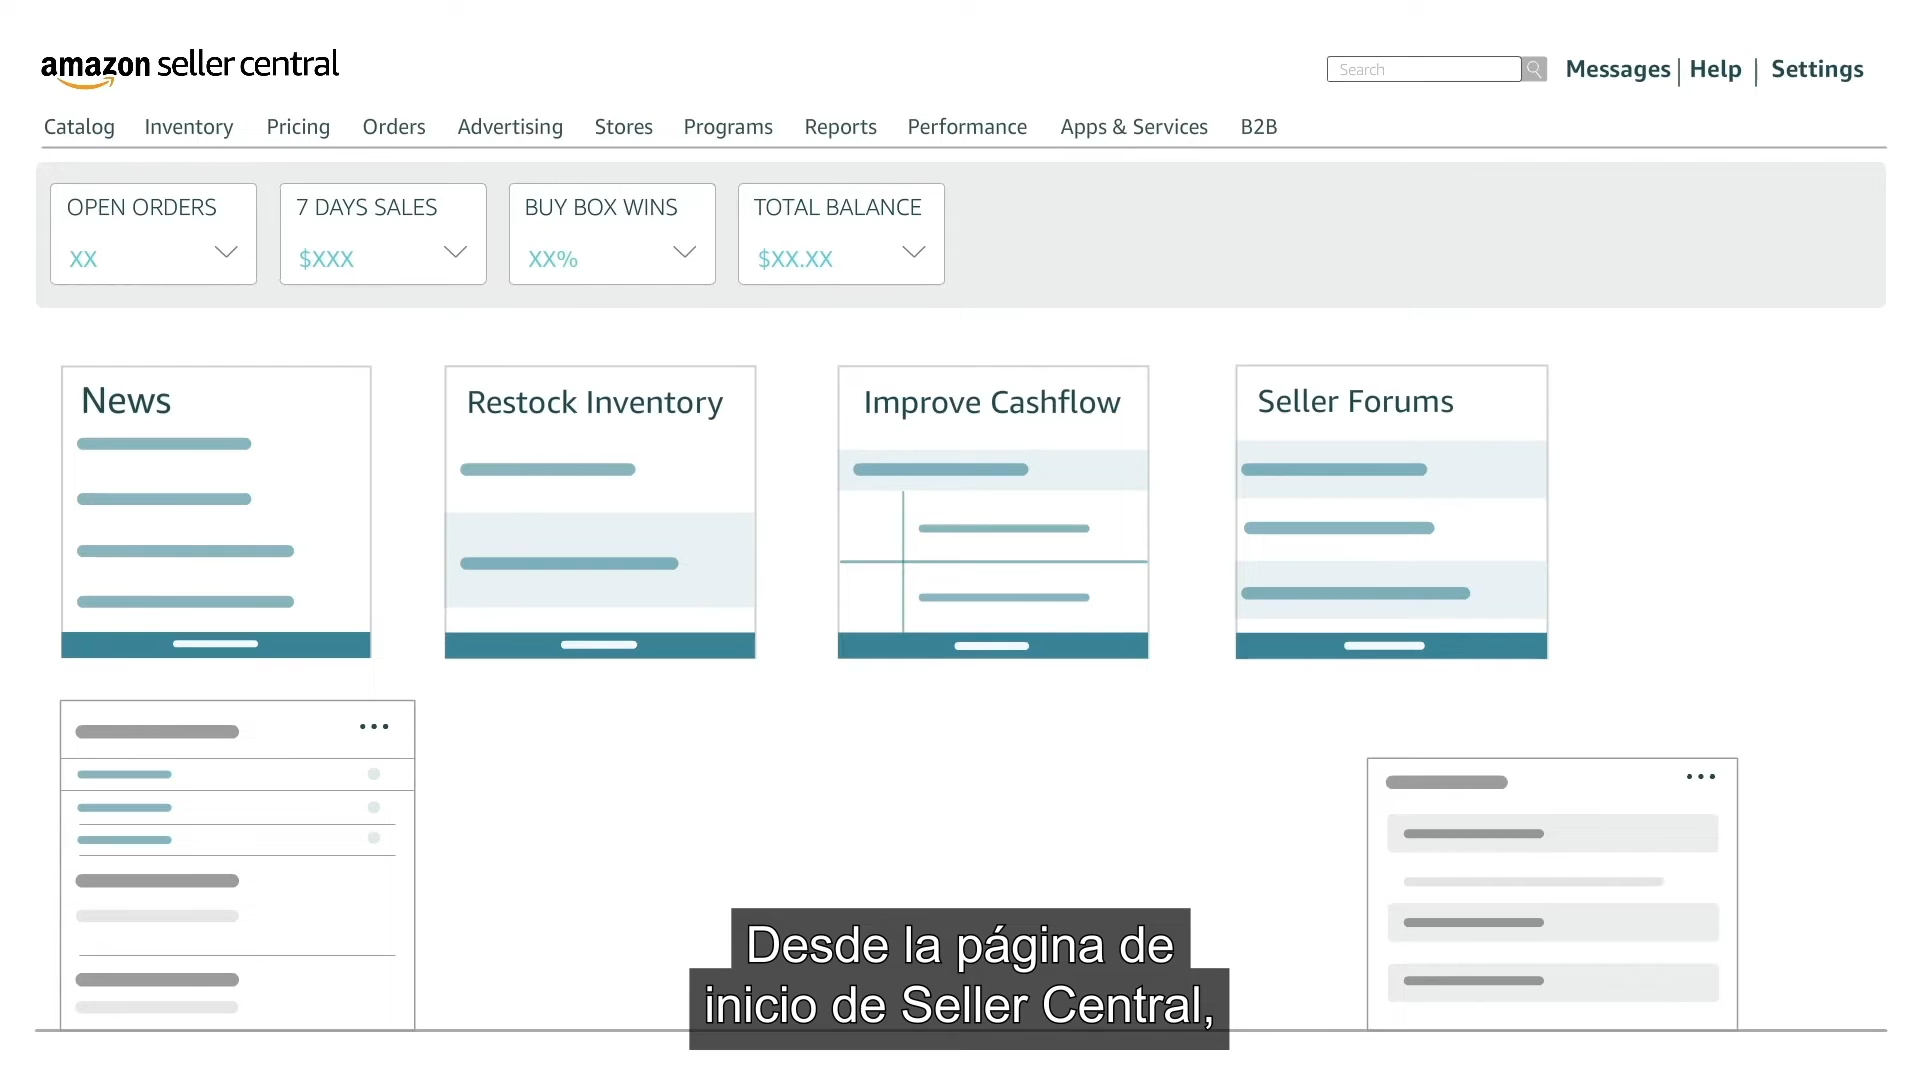 amazon seller central
Search
Messages | Help | Settings
Catalog Inventory Pricing Orders Advertising Stores Programs Reports Performance Apps & Services B2B
OPEN ORDERS
XX
7 DAYS SALES
$XXX
BUY BOX WINS
XX%
TOTAL BALANCE
$XX.XX
News
Restock Inventory
Improve Cashflow
Seller Forums
Desde la página de
inicio de Seller Central,